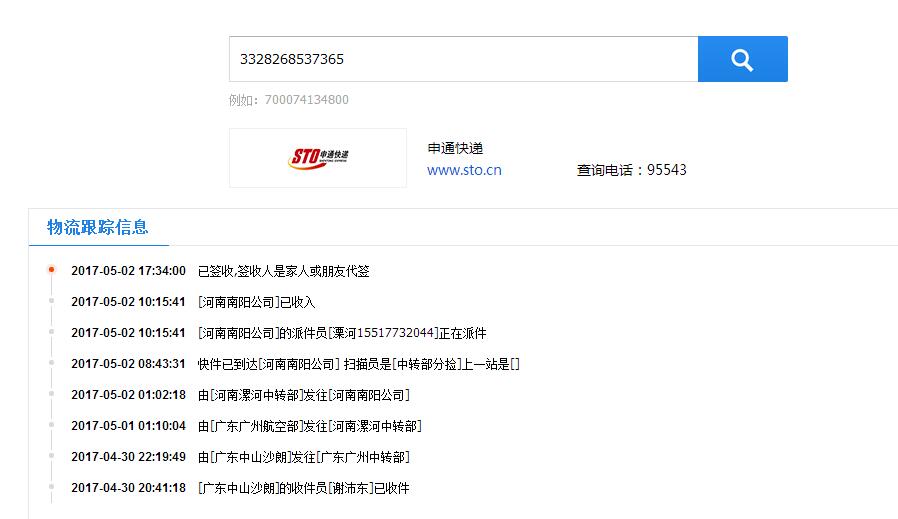 3328268537365
例如：700074134800
STO申通快递
申通快递
www.sto.cn
查询电话：95543
物流跟踪信息
2017-05-02 17:34:00 已签收,签收人是家人或朋友代签
2017-05-02 10:15:41 [河南南阳公司]已收入
2017-05-02 10:15:41 [河南南阳公司]的派件员[溧河15517732044]正在派件
2017-05-02 08:43:31 快件已到达[河南南阳公司] 扫描员是[中转部分捡]上一站是[]
2017-05-02 01:02:18 由[河南漯河中转部]发往[河南南阳公司]
2017-05-01 01:10:04 由[广东广州航空部]发往[河南漯河中转部]
2017-04-30 22:19:49 由[广东中山沙朗]发往[广东广州中转部]
2017-04-30 20:41:18 [广东中山沙朗]的收件员[谢沛东]已收件